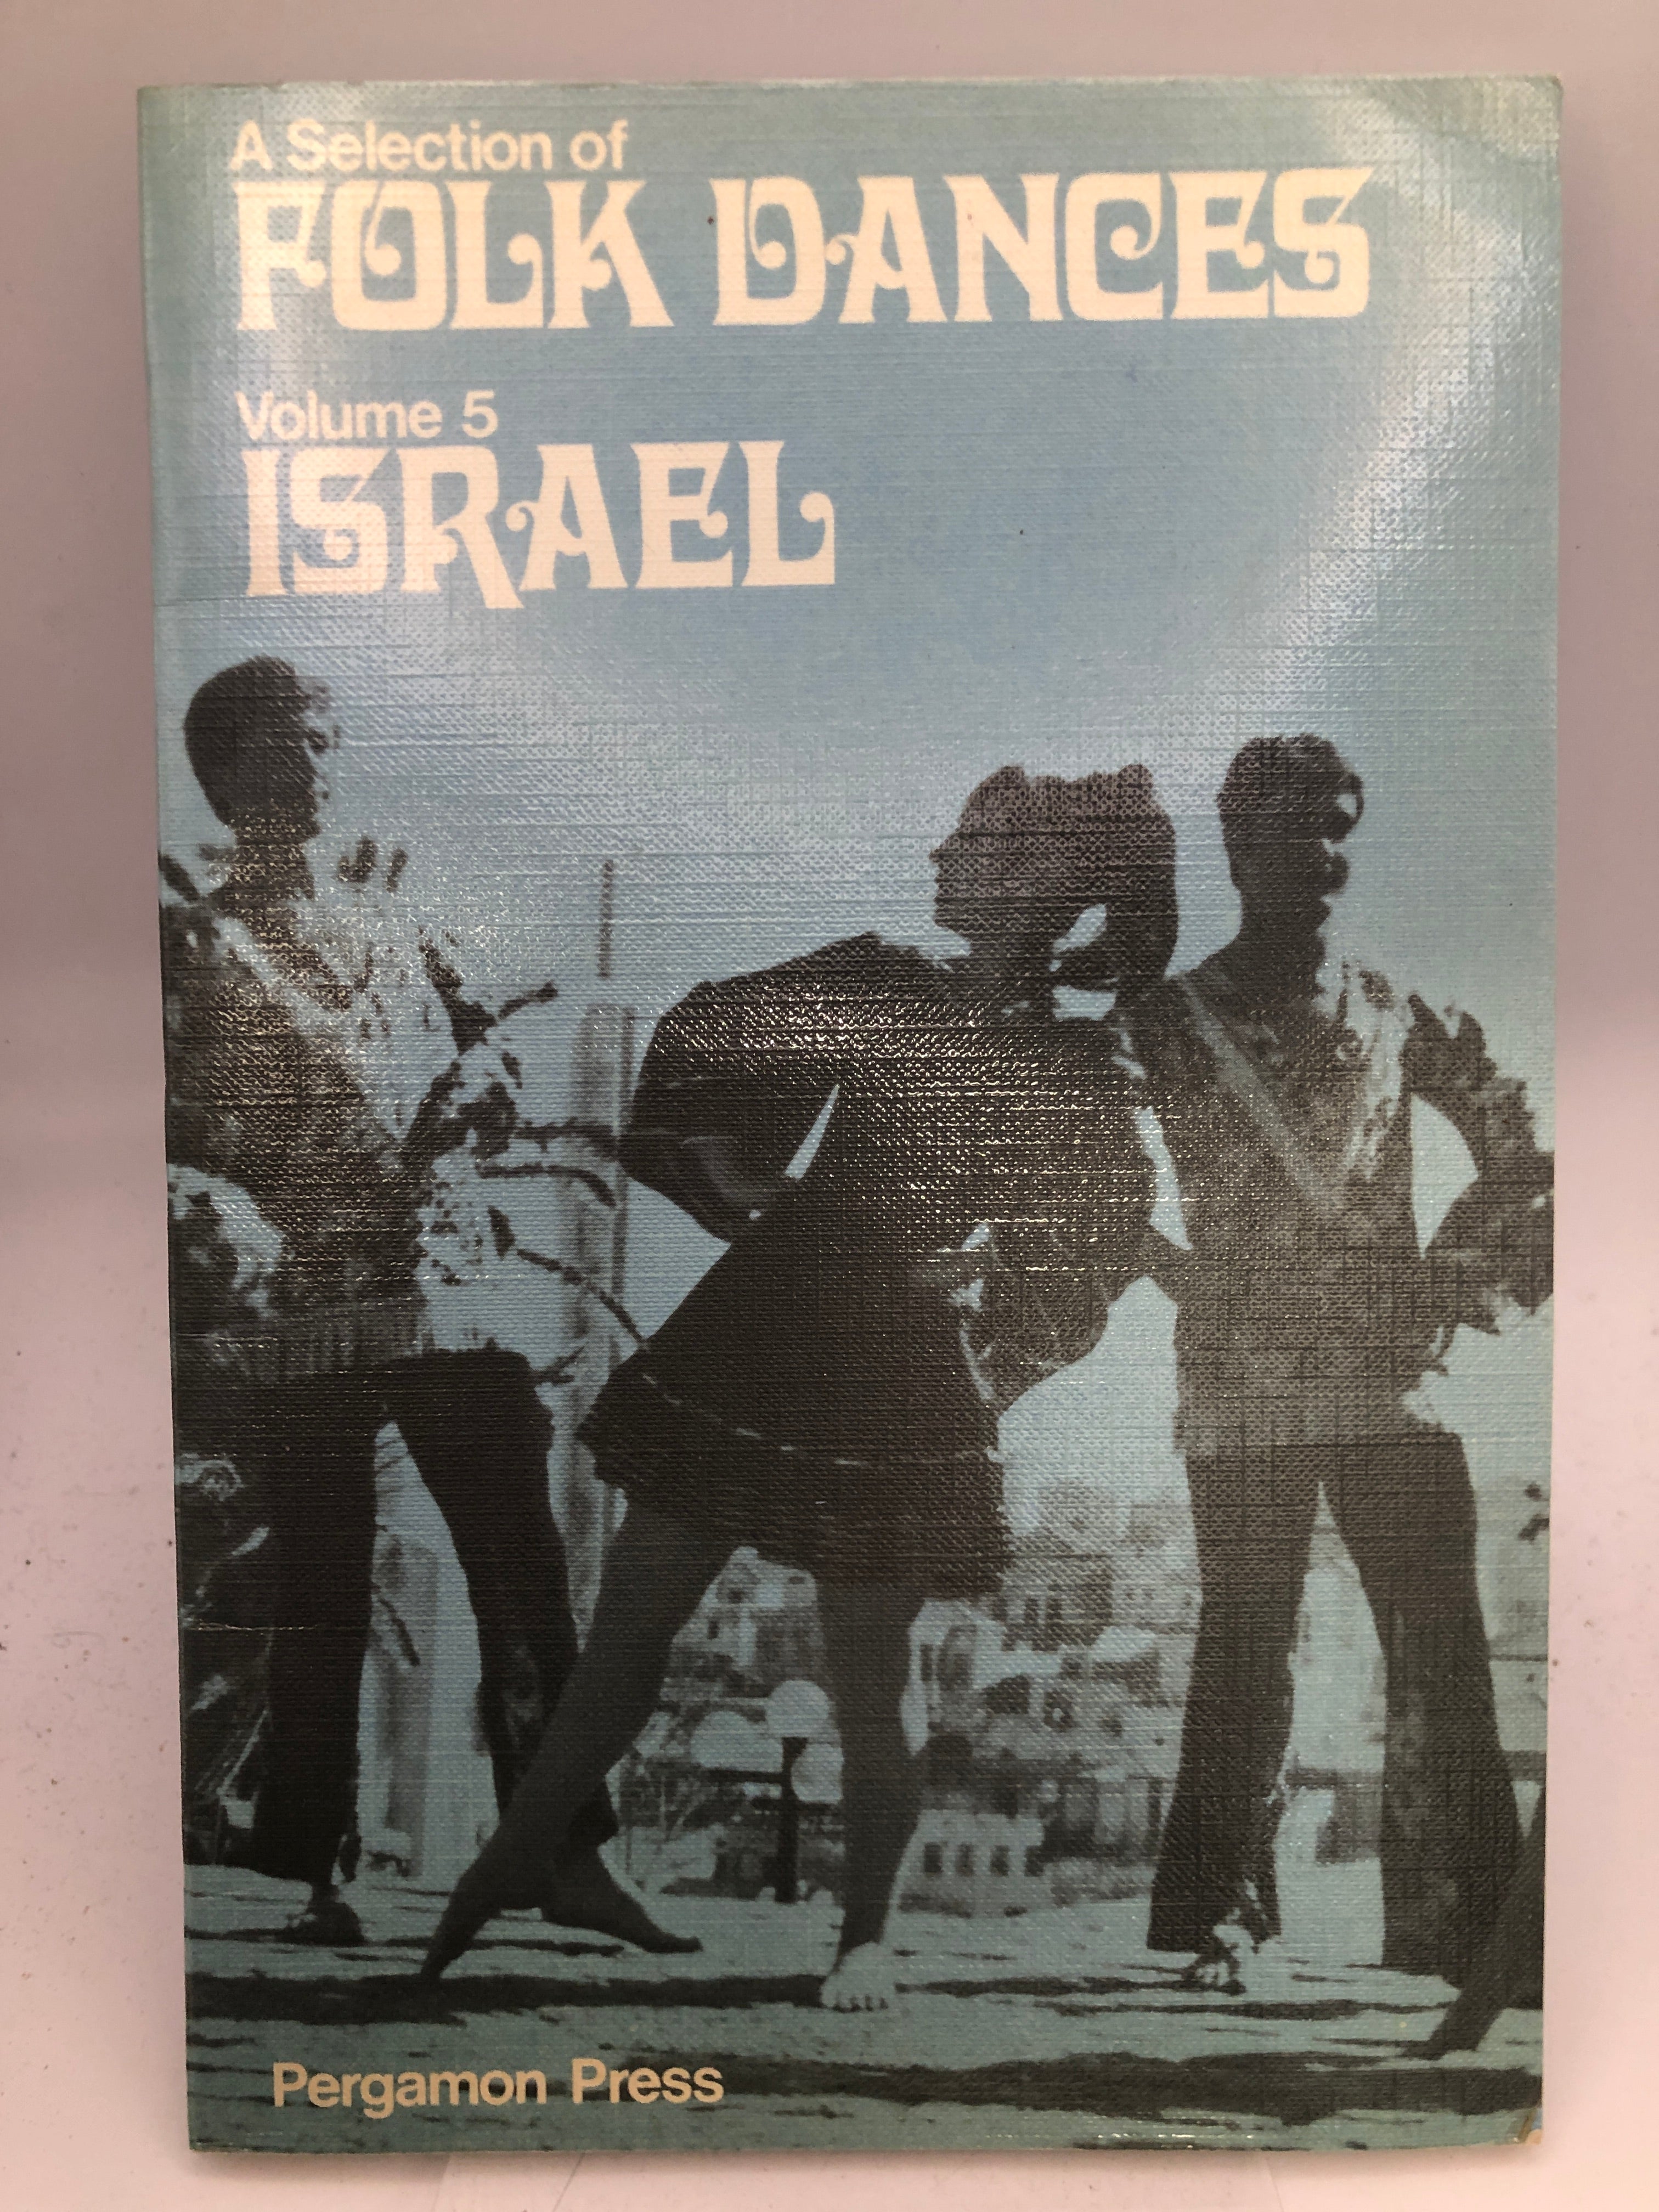 A Selection of
FOLK DANCES
Volume 5
ISRAEL
Pergamon Press